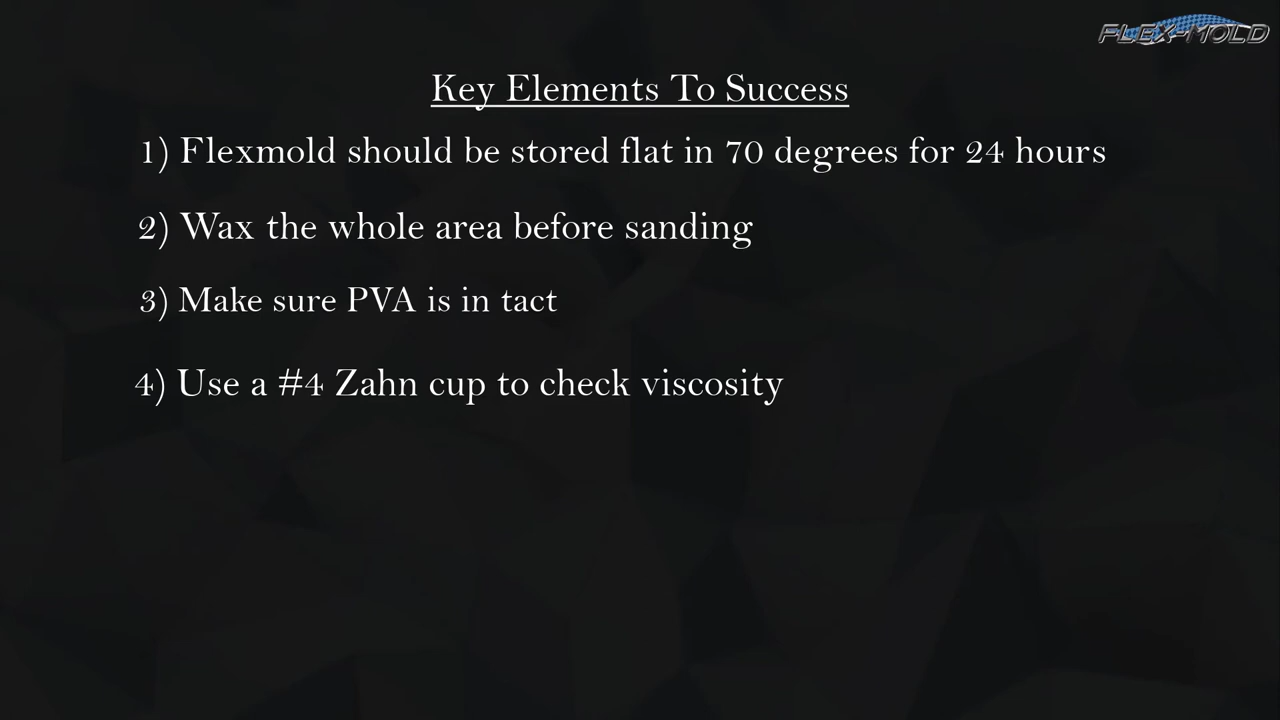 FLEX-MOLD
Key Elements To Success
1) Flexmold should be stored flat in 70 degrees for 24 hours
2) Wax the whole area before sanding
3) Make sure PVA is in tact
4) Use a #4 Zahn cup to check viscosity